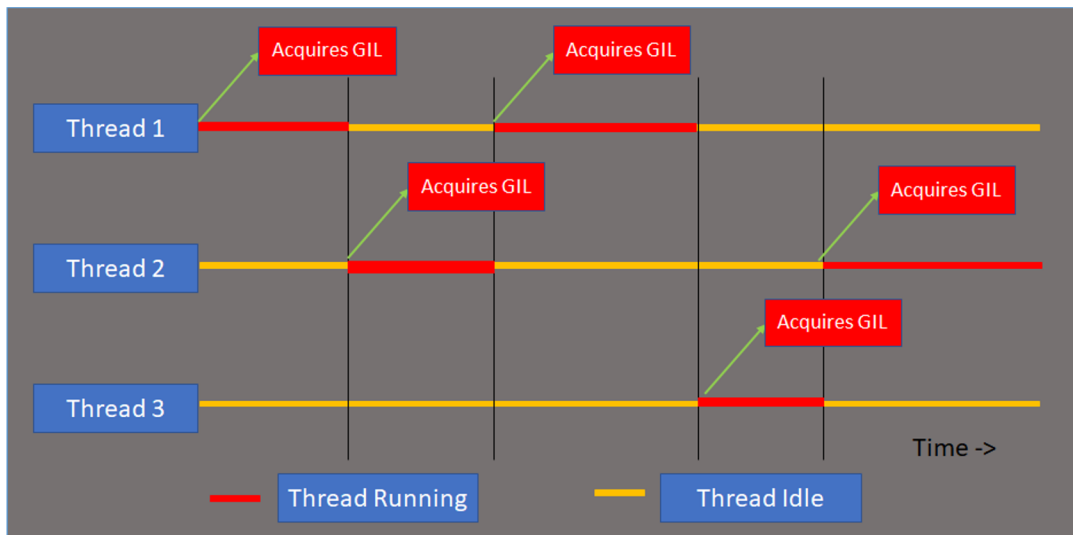 Acquires GIL
Acquires GIL
Thread 1
Acquires GIL
Acquires GIL
Thread 2
Acquires GIL
Thread 3
Time ->
Thread Running
Thread Idle